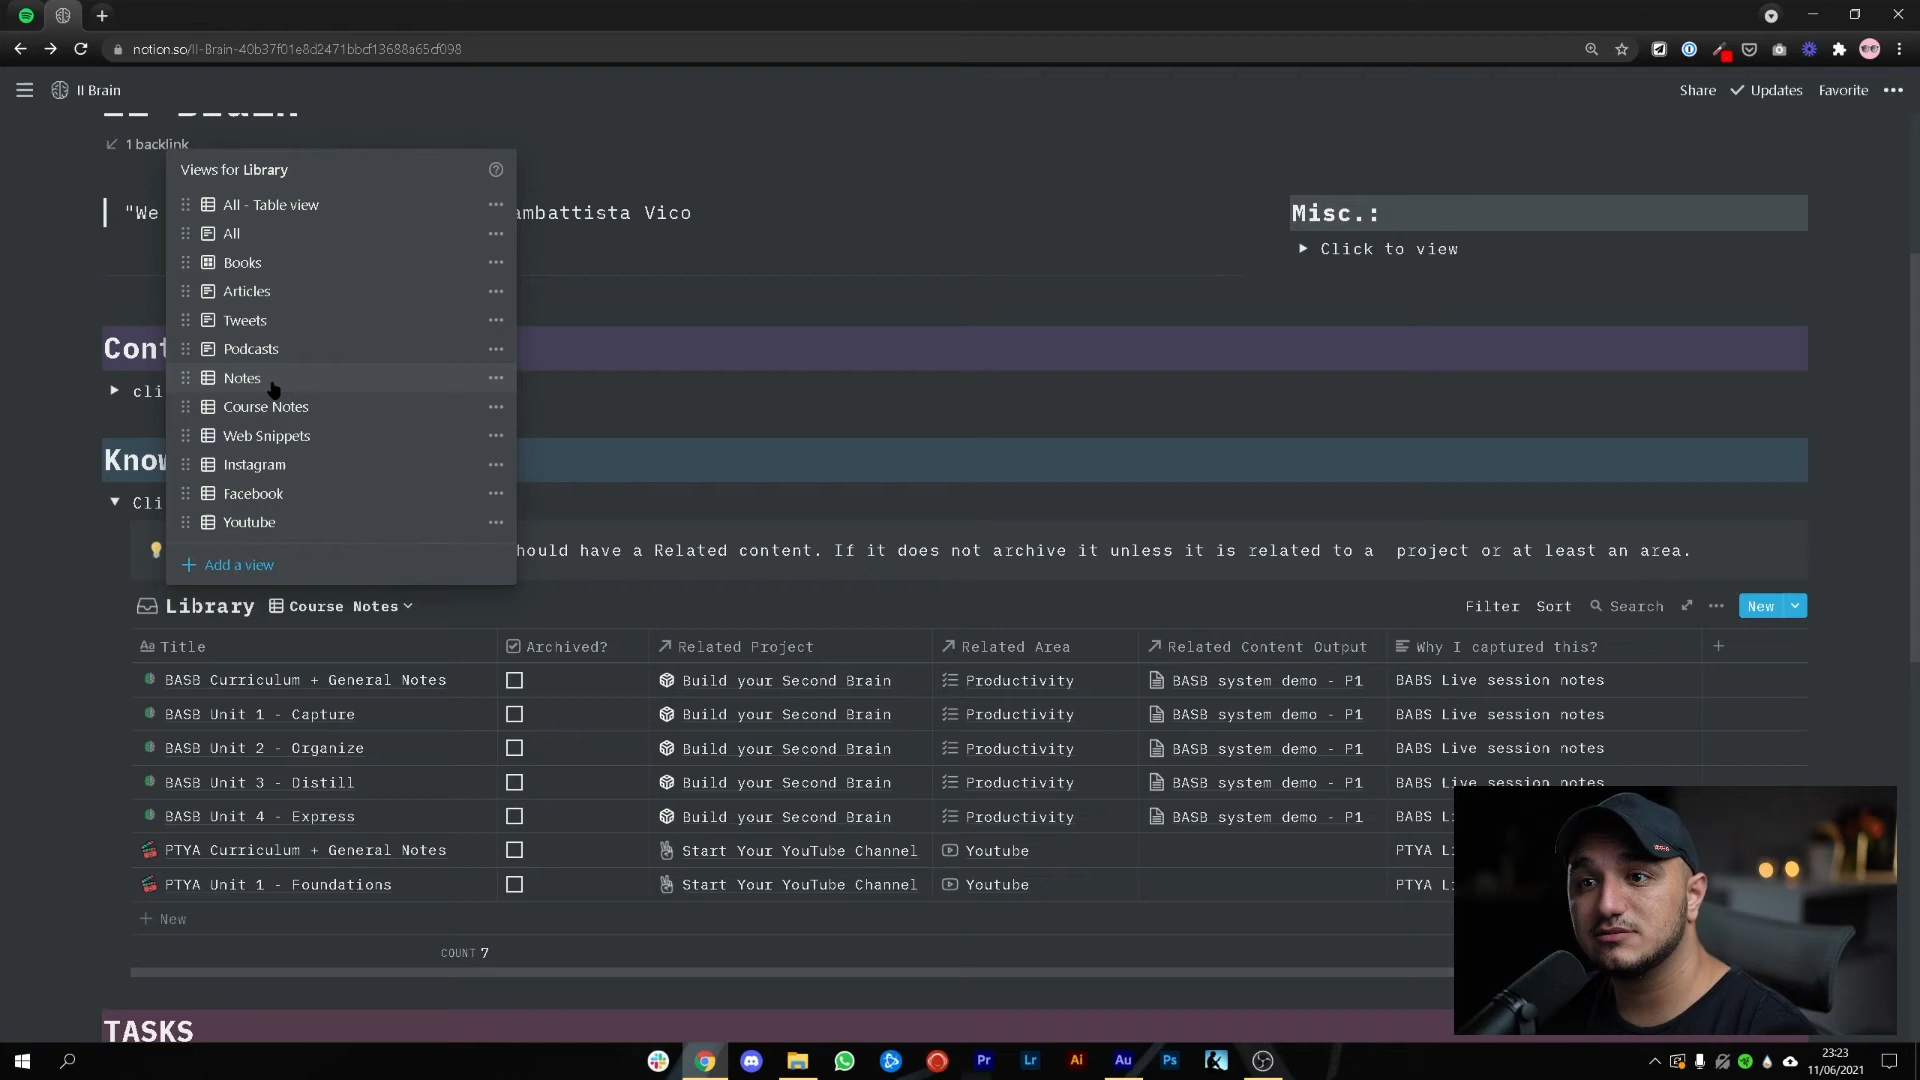 notion.so/II-Brain-40b37f01e8d2471bbcf13688a65cf098
II Brain
Share
Updates
Favorite
1 backlink
Views for Library
All - Table view
All
Books
Articles
Tweets
Podcasts
Notes
Course Notes
Web Snippets
Instagram
Facebook
Youtube
+ Add a view
"We
ambattista Vico
Misc.:
Click to view
Cont
cli
Know
Cli
hould have a Related content. If it does not archive it unless it is related to a project or at least an area.
Library Course Notes
Filter Sort Search New
Aa Title Archived? Related Project Related Area Related Content Output Why I captured this? +
BASB Curriculum + General Notes Build your Second Brain Productivity BASB system demo - P1 BABS Live session notes
BASB Unit 1 - Capture Build your Second Brain Productivity BASB system demo - P1 BABS Live session notes
BASB Unit 2 - Organize Build your Second Brain Productivity BASB system demo - P1 BABS Live session notes
BASB Unit 3 - Distill Build your Second Brain Productivity BASB system demo - P1 BABS Live session notes
BASB Unit 4 - Express Build your Second Brain Productivity BASB system demo - P1 BABS L
PTYA Curriculum + General Notes Start Your YouTube Channel Youtube PTYA L
PTYA Unit 1 - Foundations Start Your YouTube Channel Youtube PTYA L
+ New
COUNT 7
TASKS
Pr Lr Ai Au Ps
23:23
11/06/2021